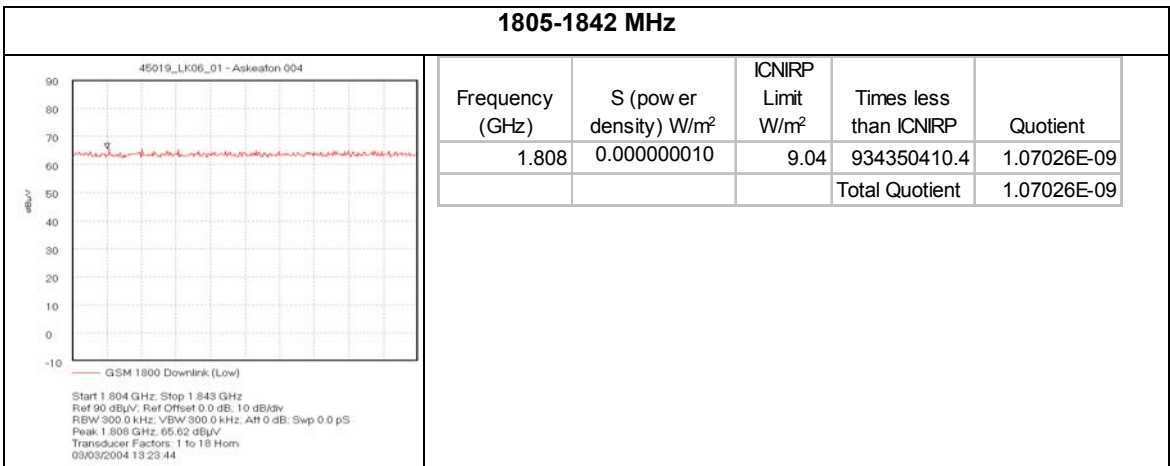 1805-1842 MHz
45019_LK06_01 - Askeaton 004
90
80
70
60
50
40
30
20
10
0
-10
dBµV
GSM 1800 Downlink (Low)
Start 1.804 GHz; Stop 1.843 GHz
Ref 90 dBµV; Ref Offset 0.0 dB; 10 dB/div
RBW 300.0 kHz; VBW 300.0 kHz; Att 0 dB; Swp 0.0 pS
Peak 1.808 GHz, 65.62 dBµV
Transducer Factors: 1 to 18 Horn
03/03/2004 13:23:44
Frequency (GHz) S (pow er density) W/m² ICNIRP Limit W/m² Times less than ICNIRP Quotient
1.808 0.000000010 9.04 934350410.4 1.07026E-09
Total Quotient 1.07026E-09